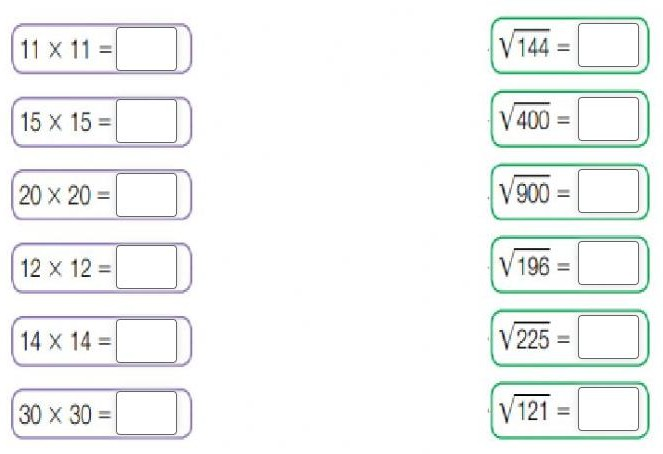 11 × 11 =
√144 =
15 × 15 =
√400 =
20 × 20 =
√900 =
12 × 12 =
√196 =
14 × 14 =
√225 =
30 × 30 =
√121 =